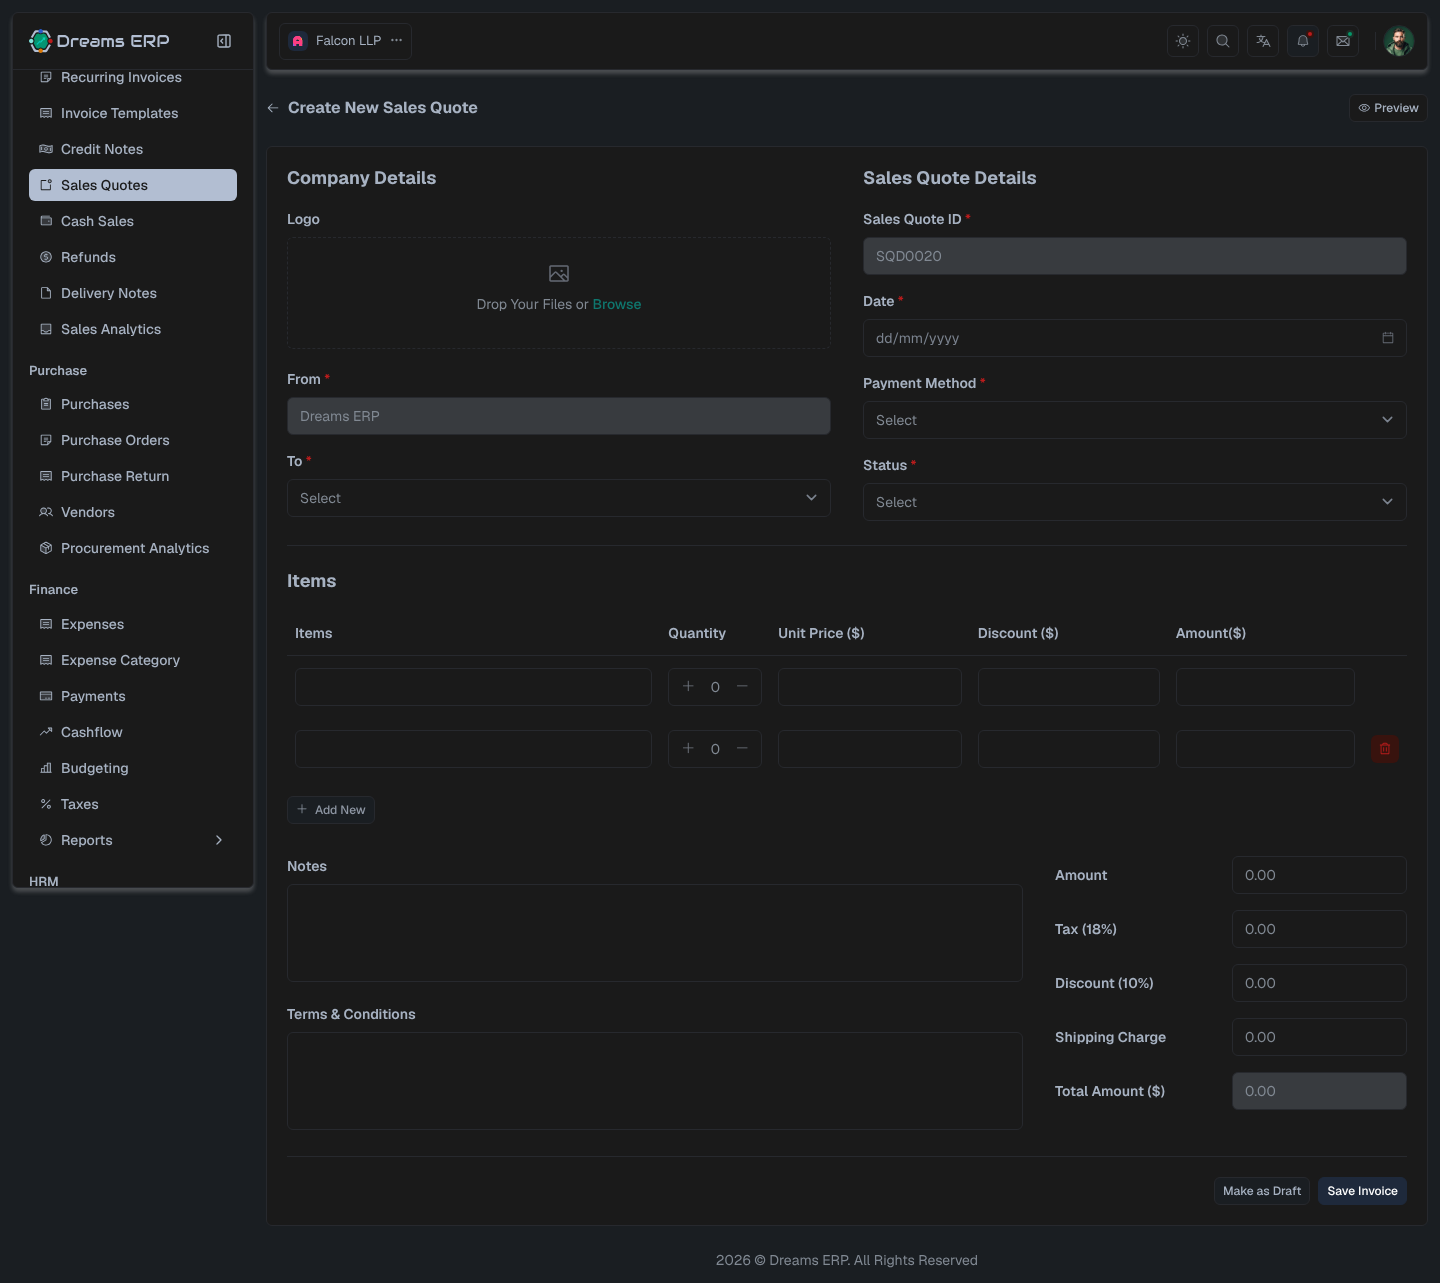 Dreams ERP
Recurring Invoices
Invoice Templates
Credit Notes
Sales Quotes
Cash Sales
Refunds
Delivery Notes
Sales Analytics
Purchase
Purchases
Purchase Orders
Purchase Return
Vendors
Procurement Analytics
Finance
Expenses
Expense Category
Payments
Cashflow
Budgeting
Taxes
Reports
HRM
Falcon LLP
Create New Sales Quote
Preview
Company Details
Logo
Drop Your Files or Browse
From *
Dreams ERP
To *
Select
Sales Quote Details
Sales Quote ID *
SQD0020
Date *
dd/mm/yyyy
Payment Method *
Select
Status *
Select
Items
Items Quantity Unit Price ($) Discount ($) Amount($)
0
0
Add New
Notes
Terms & Conditions
Amount 0.00
Tax (18%) 0.00
Discount (10%) 0.00
Shipping Charge 0.00
Total Amount ($) 0.00
Make as Draft Save Invoice
2026 © Dreams ERP. All Rights Reserved